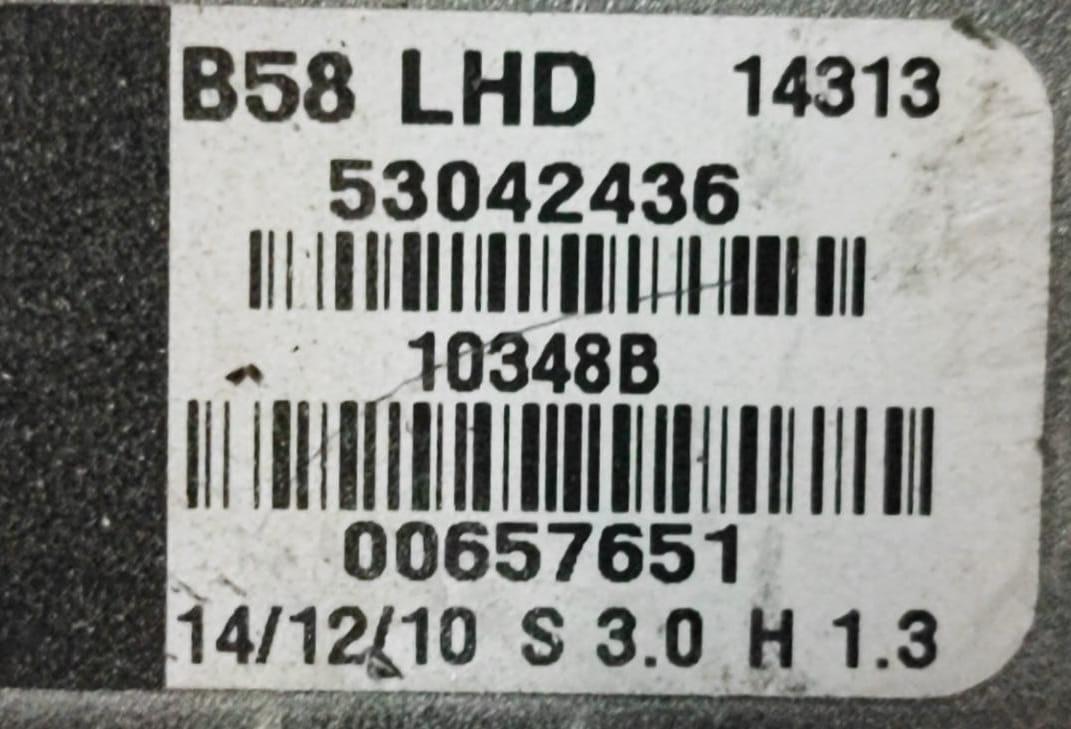 B58 LHD 14313
53042436
10348B
00657651
14/12/10 S 3.0 H 1.3